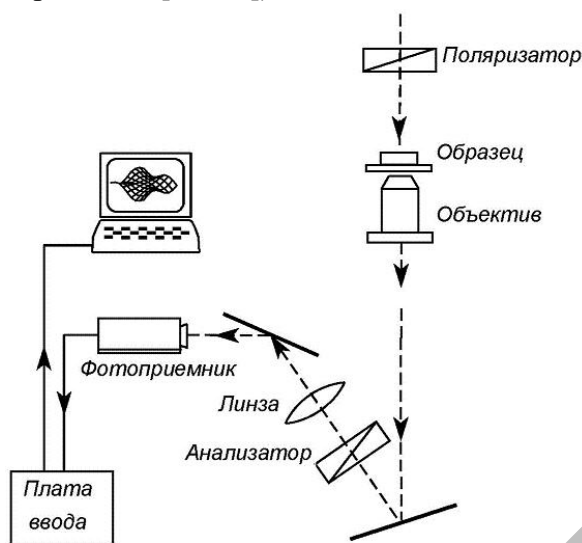 Поляризатор
Образец
Объектив
Фотоприемник
Линза
Анализатор
Плата
ввода